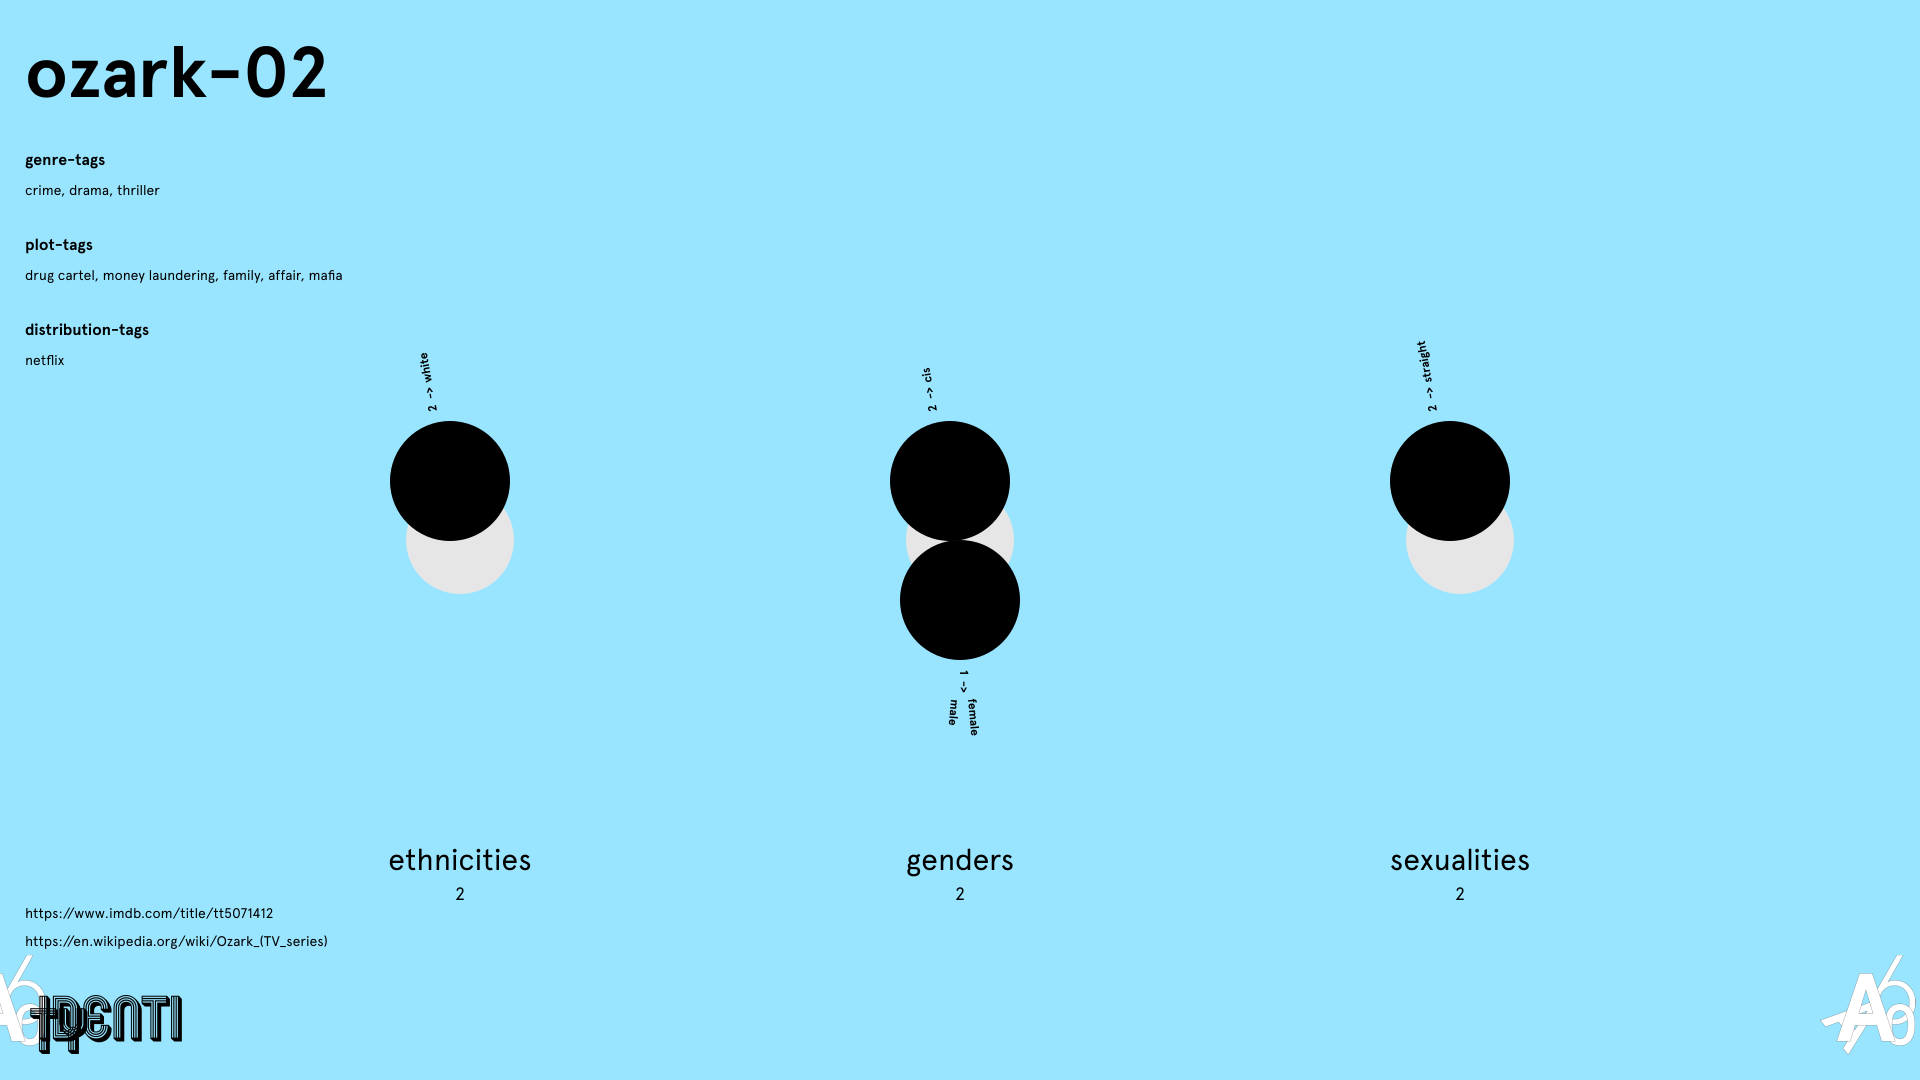 ozark-02
genre-tags
crime, drama, thriller
plot-tags
drug cartel, money laundering, family, affair, mafia
distribution-tags
netflix
2 -> white
2 -> cis
2 -> straight
1 -> female
male
ethnicities
2
genders
2
sexualities
2
https://www.imdb.com/title/tt5071412
https://en.wikipedia.org/wiki/Ozark_(TV_series)
IDENTI